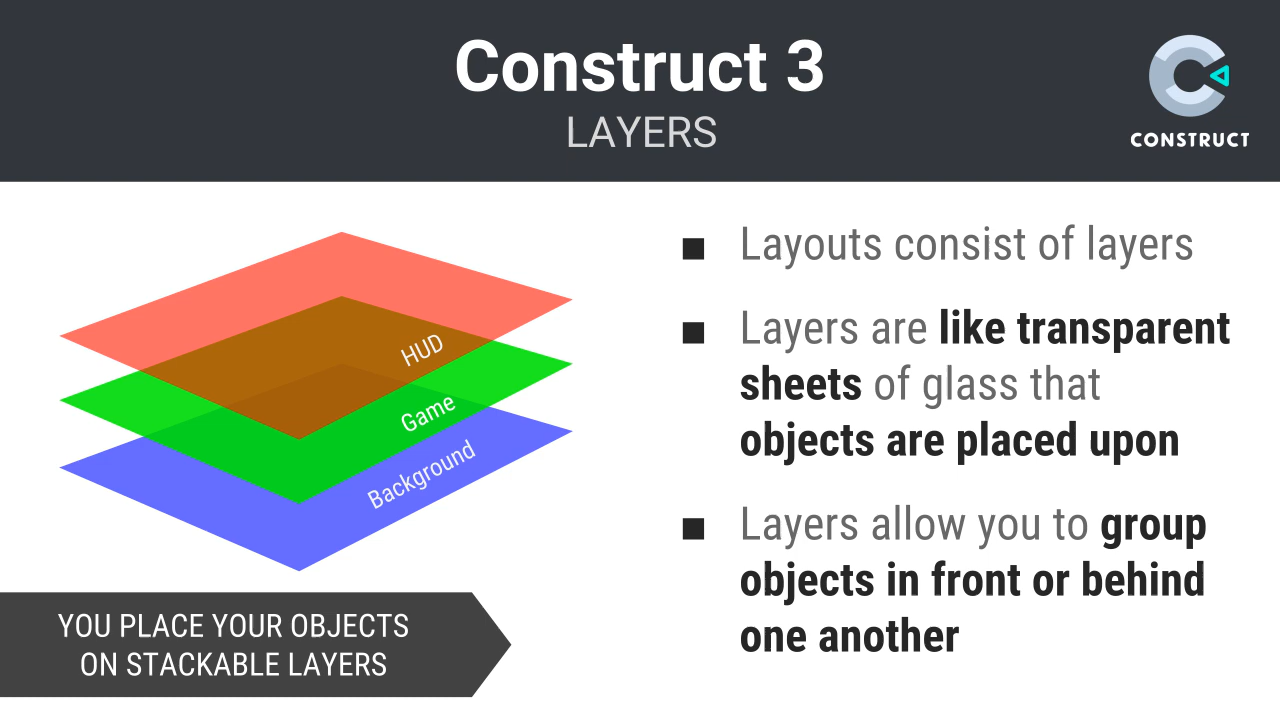 Construct 3
LAYERS
CONSTRUCT
HUD
Game
Background
YOU PLACE YOUR OBJECTS
ON STACKABLE LAYERS
■ Layouts consist of layers
■ Layers are like transparent
sheets of glass that
objects are placed upon
■ Layers allow you to group
objects in front or behind
one another